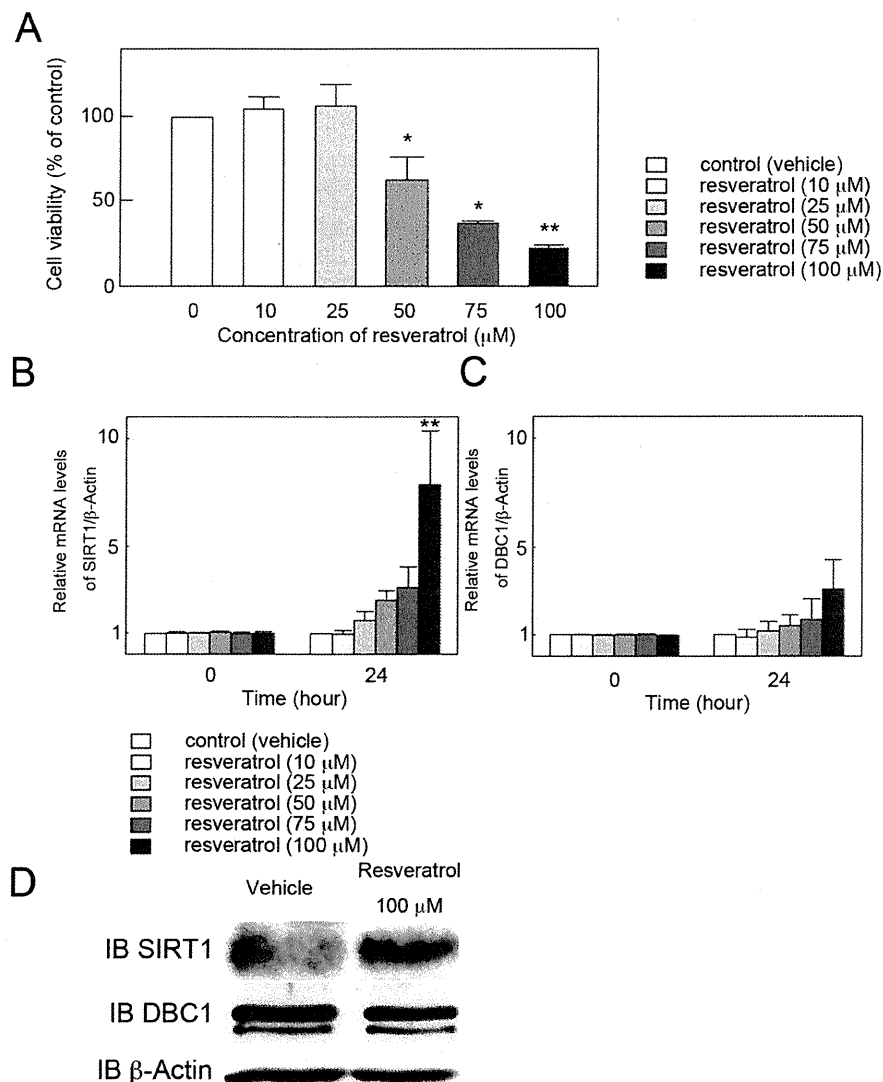 A
Cell viability (% of control)
100
50
0
*
*
**
0 10 25 50 75 100
Concentration of resveratrol (μM)
control (vehicle)
resveratrol (10 μM)
resveratrol (25 μM)
resveratrol (50 μM)
resveratrol (75 μM)
resveratrol (100 μM)
B
Relative mRNA levels
of SIRT1/β-Actin
10
5
1
**
0 24
Time (hour)
C
Relative mRNA levels
of DBC1/β-Actin
10
5
1
0 24
Time (hour)
control (vehicle)
resveratrol (10 μM)
resveratrol (25 μM)
resveratrol (50 μM)
resveratrol (75 μM)
resveratrol (100 μM)
D
Vehicle
Resveratrol
100 μM
IB SIRT1
IB DBC1
IB β-Actin